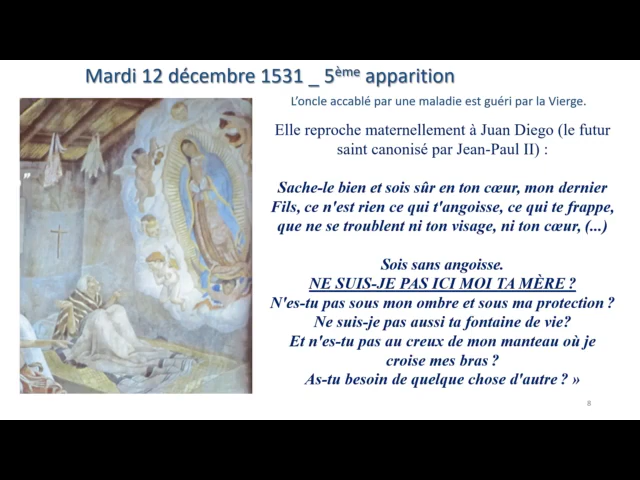 Mardi 12 décembre 1531 _ 5ème apparition
L'oncle accablé par une maladie est guéri par la Vierge.
Elle reproche maternellement à Juan Diego (le futur
saint canonisé par Jean-Paul II) :
Sache-le bien et sois sûr en ton cœur, mon dernier
Fils, ce n'est rien ce qui t'angoisse, ce qui te frappe,
que ne se troublent ni ton visage, ni ton cœur, (...)
Sois sans angoisse.
NE SUIS-JE PAS ICI MOI TA MÈRE ?
N'es-tu pas sous mon ombre et sous ma protection ?
Ne suis-je pas aussi ta fontaine de vie?
Et n'es-tu pas au creux de mon manteau où je
croise mes bras ?
As-tu besoin de quelque chose d'autre ? »
8